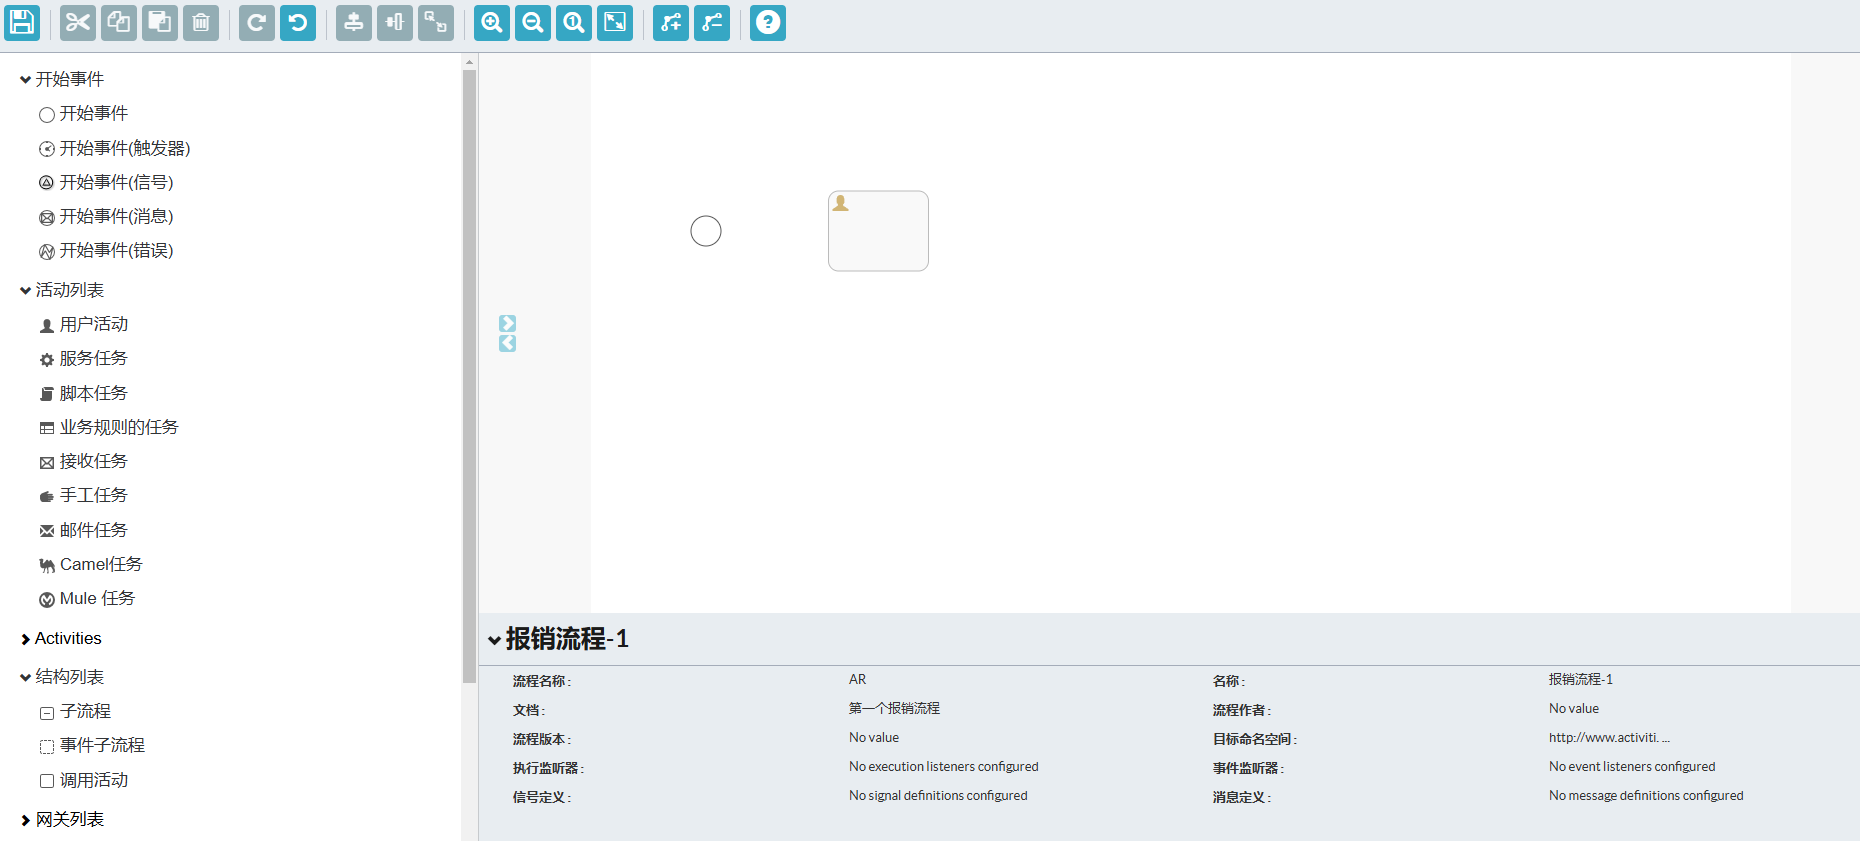 开始事件
开始事件
开始事件(触发器)
开始事件(信号)
开始事件(消息)
开始事件(错误)
活动列表
用户活动
服务任务
脚本任务
业务规则的任务
接收任务
手工任务
邮件任务
Camel任务
Mule 任务
Activities
结构列表
子流程
事件子流程
调用活动
网关列表
报销流程-1
流程名称 : AR 名称 : 报销流程-1
文档 : 第一个报销流程 流程作者 : No value
流程版本 : No value 目标命名空间 : http://www.activiti. ...
执行监听器 : No execution listeners configured 事件监听器 : No event listeners configured
信号定义 : No signal definitions configured 消息定义 : No message definitions configured